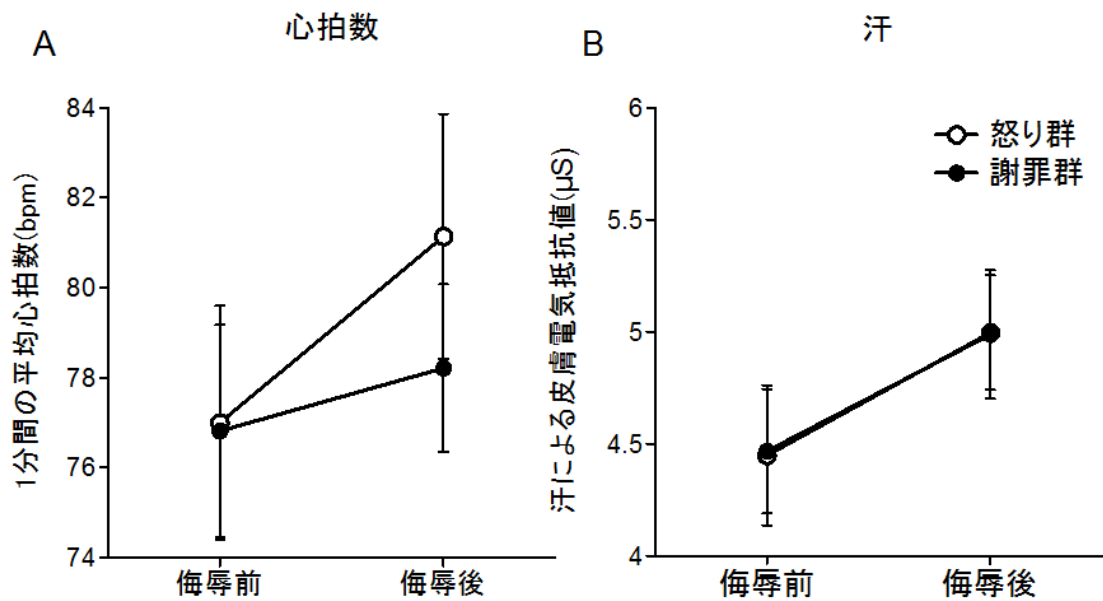 A
心拍数
1分間の平均心拍数(bpm)
84
82
80
78
76
74
侮辱前
侮辱後
B
汗
汗による皮膚電気抵抗値(μS)
6
5.5
5
4.5
4
怒り群
謝罪群
侮辱前
侮辱後